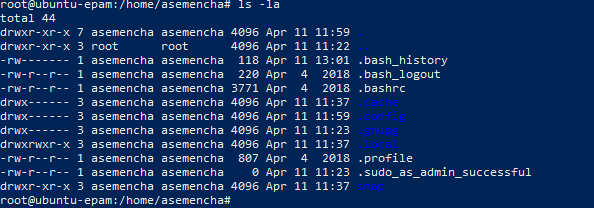 root@ubuntu-epam:/home/asemencha# ls -la
total 44
drwxr-xr-x 7 asemencha asemencha 4096 Apr 11 11:59
drwxr-xr-x 3 root root 4096 Apr 11 11:22
-rw------- 1 asemencha asemencha 118 Apr 11 13:01 .bash_history
-rw-r--r-- 1 asemencha asemencha 220 Apr 4 2018 .bash_logout
-rw-r--r-- 1 asemencha asemencha 3771 Apr 4 2018 .bashrc
drwx------ 2 asemencha asemencha 4096 Apr 11 11:37 .cache
drwx------ 3 asemencha asemencha 4096 Apr 11 11:59 .config
drwx------ 3 asemencha asemencha 4096 Apr 11 11:23 .gnupg
drwxrwxr-x 3 asemencha asemencha 4096 Apr 11 11:37 .local
-rw-r--r-- 1 asemencha asemencha 807 Apr 4 2018 .profile
-rw-r--r-- 1 asemencha asemencha 0 Apr 11 11:23 .sudo_as_admin_successful
drwxr-xr-x 3 asemencha asemencha 4096 Apr 11 11:37
root@ubuntu-epam:/home/asemencha#